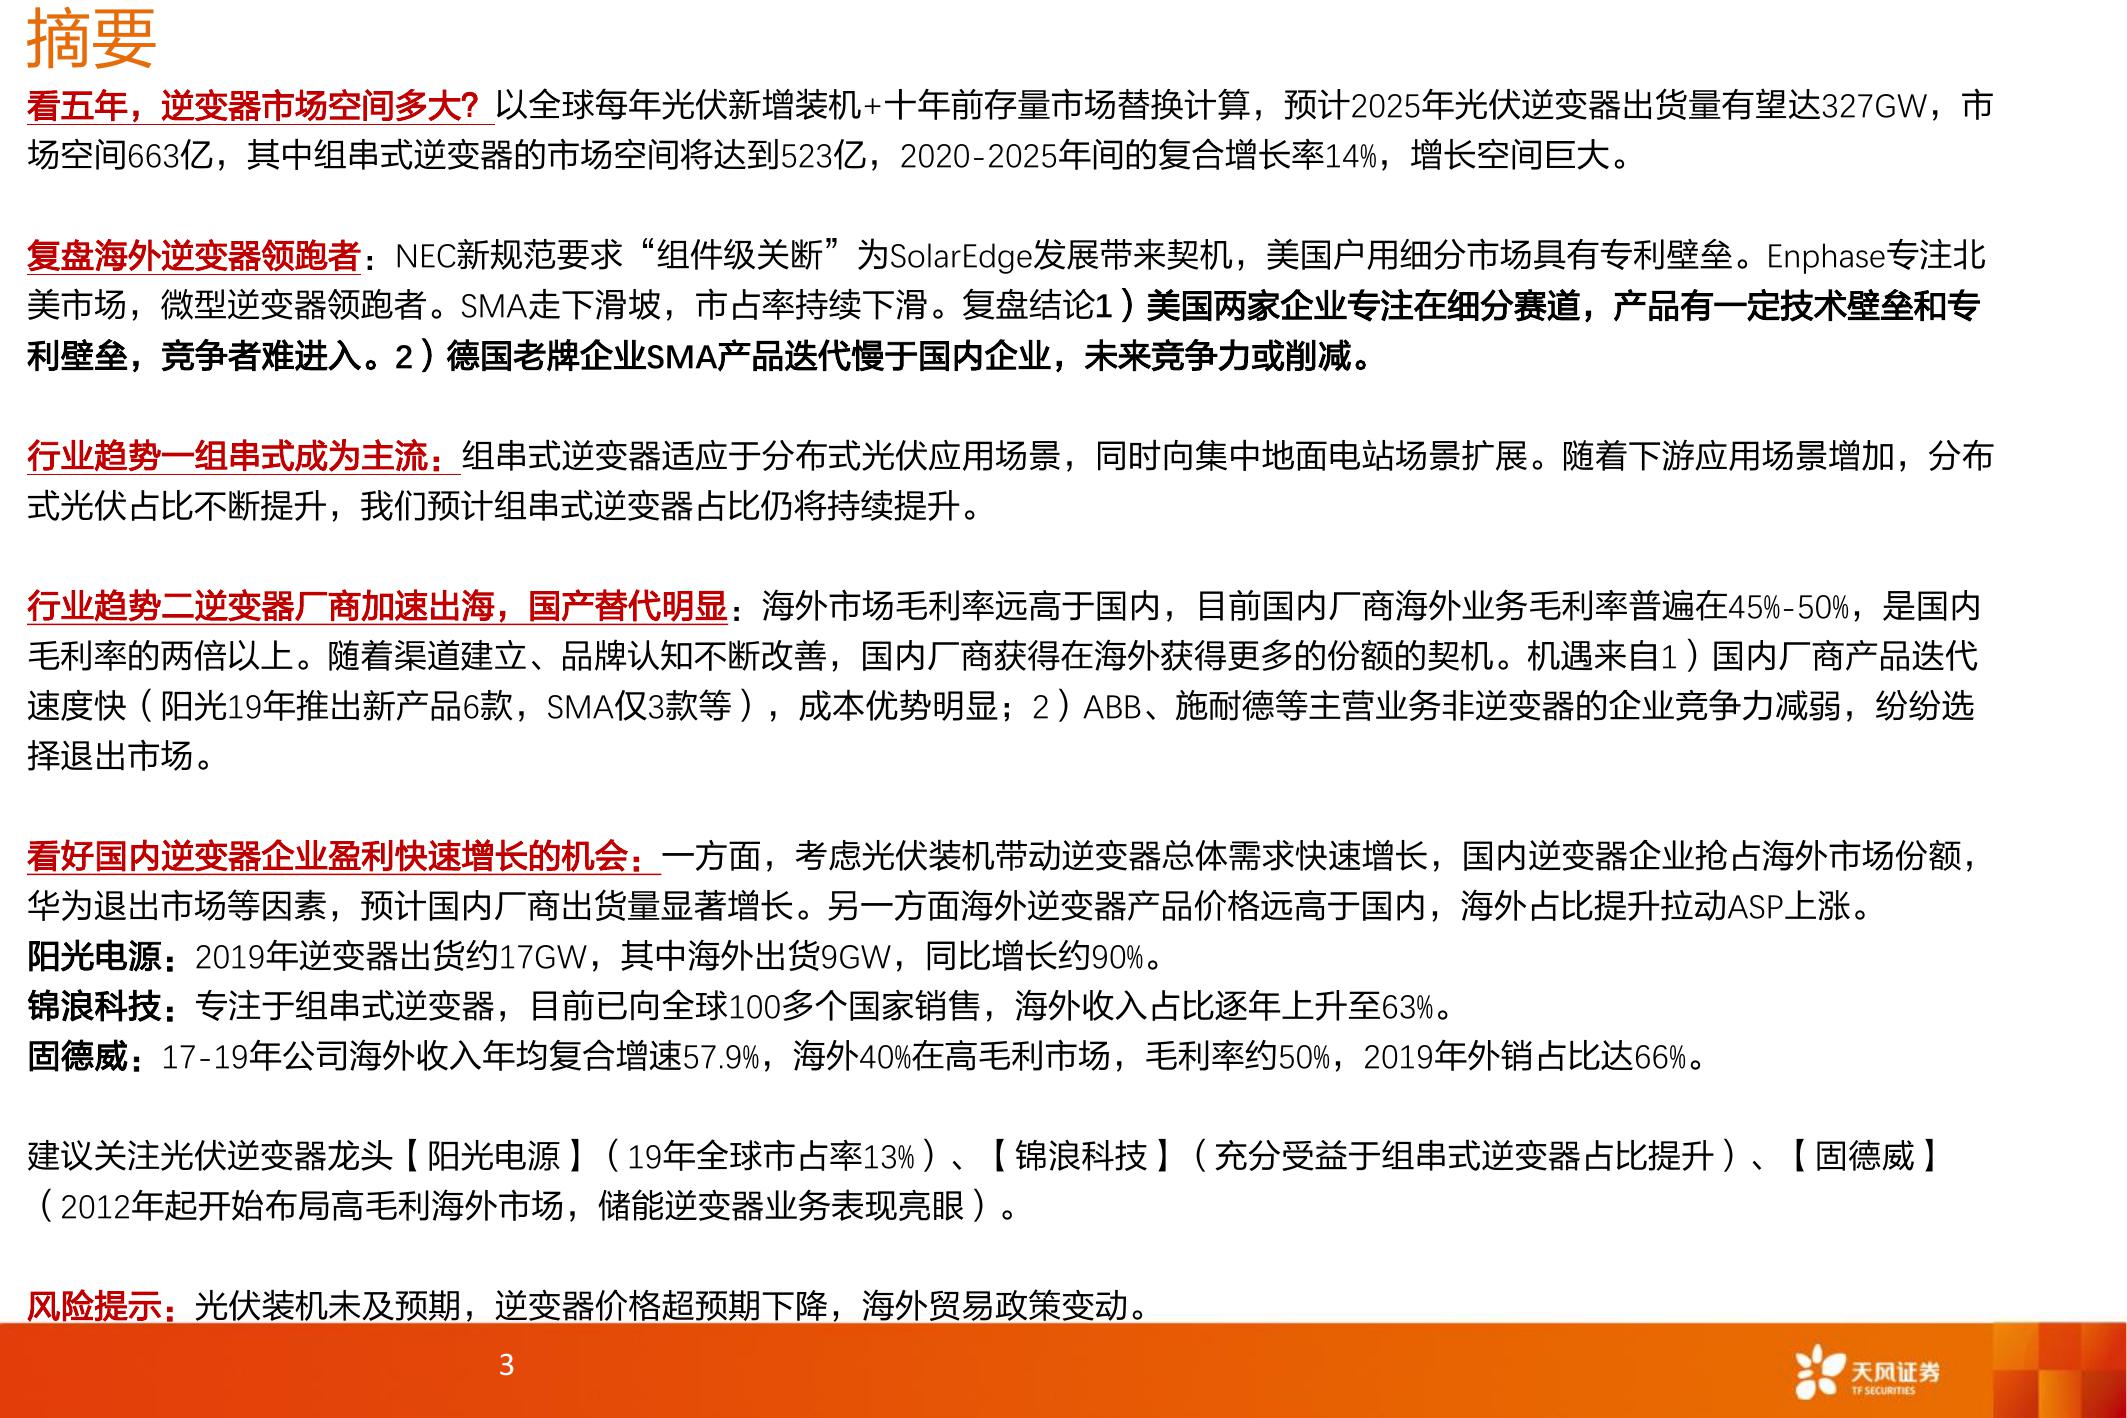 摘要
看五年，逆变器市场空间多大？以全球每年光伏新增装机+十年前存量市场替换计算，预计2025年光伏逆变器出货量有望达327GW，市
场空间663亿，其中组串式逆变器的市场空间将达到523亿，2020-2025年间的复合增长率14%，增长空间巨大。
复盘海外逆变器领跑者：NEC新规范要求“组件级关断”为SolarEdge发展带来契机，美国户用细分市场具有专利壁垒。Enphase专注北
美市场，微型逆变器领跑者。SMA走下滑坡，市占率持续下滑。复盘结论1）美国两家企业专注在细分赛道，产品有一定技术壁垒和专
利壁垒，竞争者难进入。2）德国老牌企业SMA产品迭代慢于国内企业，未来竞争力或削减。
行业趋势一组串式成为主流：组串式逆变器适应于分布式光伏应用场景，同时向集中地面电站场景扩展。随着下游应用场景增加，分布
式光伏占比不断提升，我们预计组串式逆变器占比仍将持续提升。
行业趋势二逆变器厂商加速出海，国产替代明显：海外市场毛利率远高于国内，目前国内厂商海外业务毛利率普遍在45%-50%，是国内
毛利率的两倍以上。随着渠道建立、品牌认知不断改善，国内厂商获得在海外获得更多的份额的契机。机遇来自1）国内厂商产品迭代
速度快（阳光19年推出新产品6款，SMA仅3款等），成本优势明显；2）ABB、施耐德等主营业务非逆变器的企业竞争力减弱，纷纷选
择退出市场。
看好国内逆变器企业盈利快速增长的机会：一方面，考虑光伏装机带动逆变器总体需求快速增长，国内逆变器企业抢占海外市场份额，
华为退出市场等因素，预计国内厂商出货量显著增长。另一方面海外逆变器产品价格远高于国内，海外占比提升拉动ASP上涨。
阳光电源：2019年逆变器出货约17GW，其中海外出货9GW，同比增长约90%。
锦浪科技：专注于组串式逆变器，目前已向全球100多个国家销售，海外收入占比逐年上升至63%。
固德威：17-19年公司海外收入年均复合增速57.9%，海外40%在高毛利市场，毛利率约50%，2019年外销占比达66%。
建议关注光伏逆变器龙头【阳光电源】（19年全球市占率13%）、【锦浪科技】（充分受益于组串式逆变器占比提升）、【固德威】
（2012年起开始布局高毛利海外市场，储能逆变器业务表现亮眼）。
风险提示：光伏装机未及预期，逆变器价格超预期下降，海外贸易政策变动。
3
天风证券
TF SECURITIES